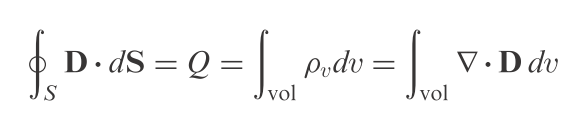 ∮_S 𝐃 · d𝐒 = Q = ∫_vol ρ_v dv = ∫_vol ∇ · 𝐃 dv